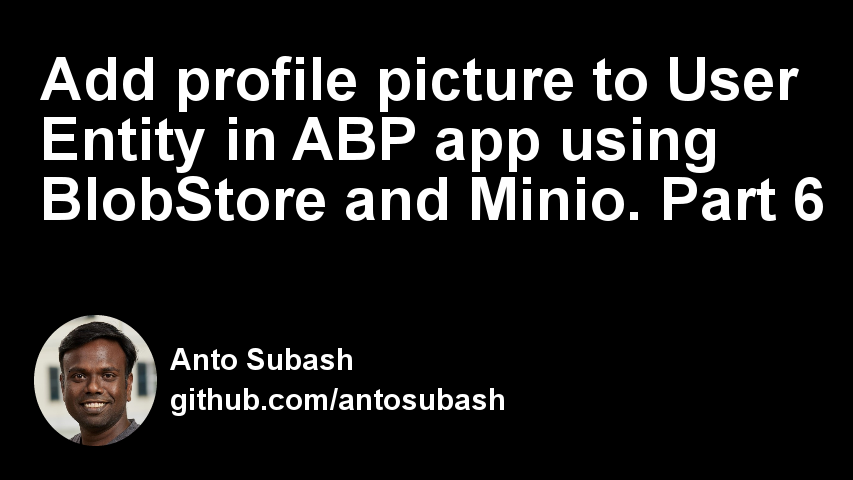 Add profile picture to User
Entity in ABP app using
BlobStore and Minio. Part 6
Anto Subash
github.com/antosubash